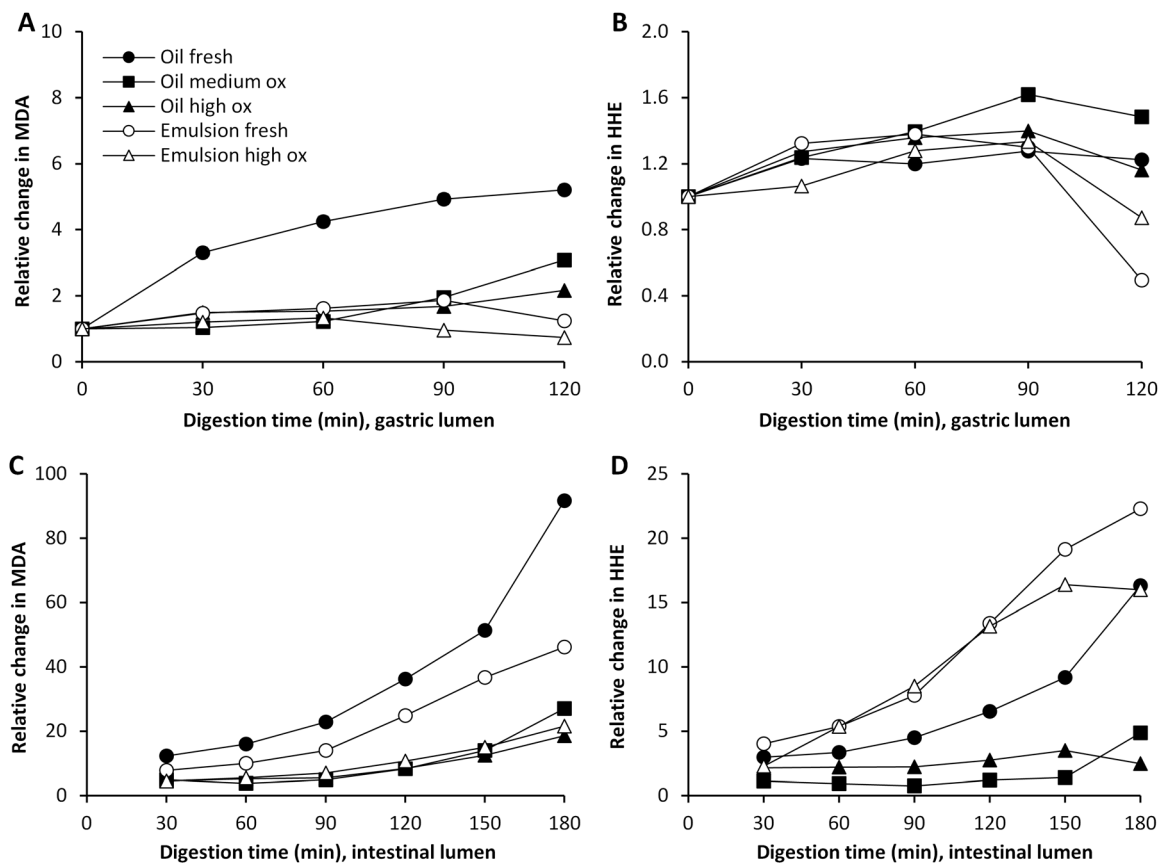 A
Relative change in MDA
10
8
6
4
2
0
Oil fresh
Oil medium ox
Oil high ox
Emulsion fresh
Emulsion high ox
0 30 60 90 120
Digestion time (min), gastric lumen
B
Relative change in HHE
2.0
1.6
1.2
0.8
0.4
0.0
0 30 60 90 120
Digestion time (min), gastric lumen
C
Relative change in MDA
100
80
60
40
20
0
0 30 60 90 120 150 180
Digestion time (min), intestinal lumen
D
Relative change in HHE
25
20
15
10
5
0
0 30 60 90 120 150 180
Digestion time (min), intestinal lumen